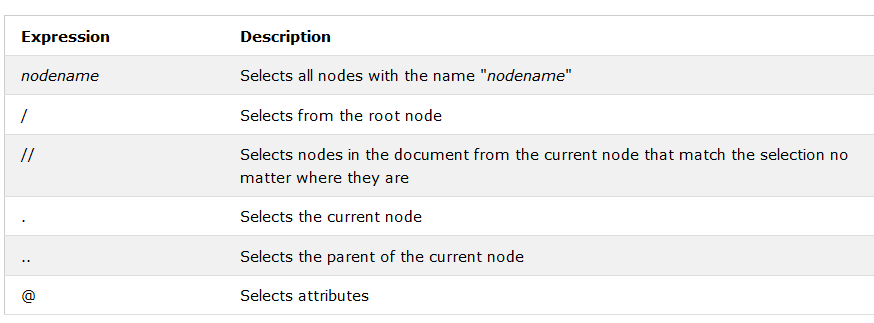 Expression Description
nodename Selects all nodes with the name "nodename"
/ Selects from the root node
// Selects nodes in the document from the current node that match the selection no
matter where they are
. Selects the current node
.. Selects the parent of the current node
@ Selects attributes